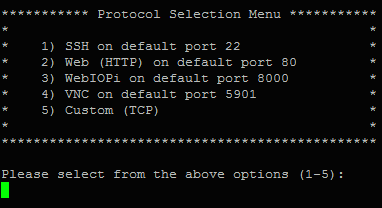 *********** Protocol Selection Menu ***********
*                                             *
*    1) SSH on default port 22                *
*    2) Web (HTTP) on default port 80         *
*    3) WebIOPi on default port 8000          *
*    4) VNC on default port 5901              *
*    5) Custom (TCP)                          *
*                                             *
***********************************************
Please select from the above options (1-5):